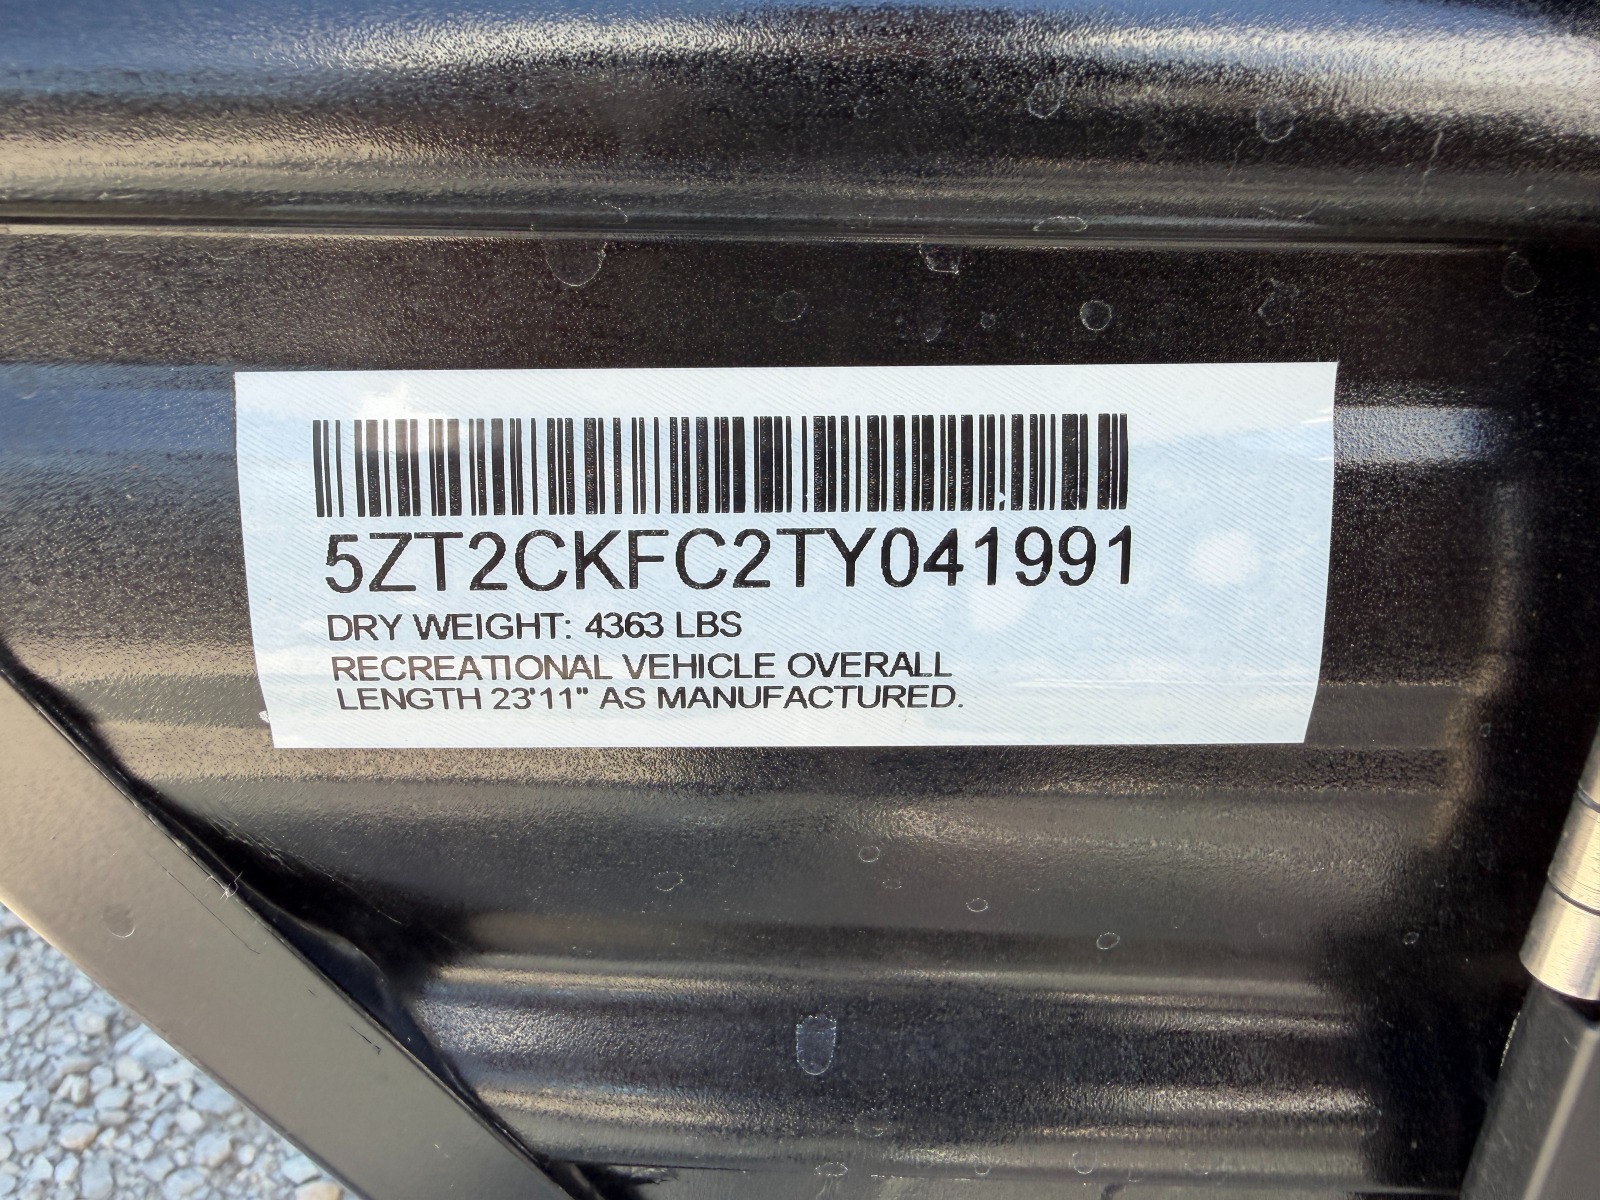 5ZT2CKFC2TY041991
DRY WEIGHT: 4363 LBS
RECREATIONAL VEHICLE OVERALL
LENGTH 23'11" AS MANUFACTURED.